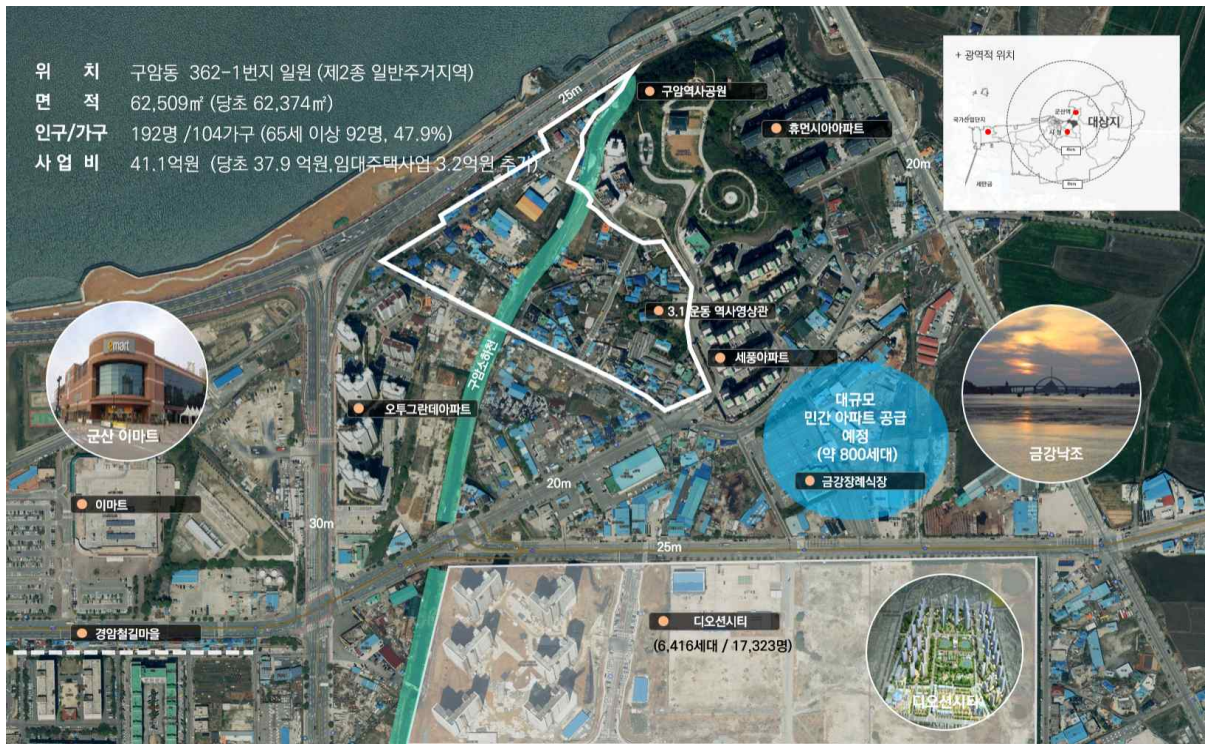 위 치 구암동 362-1번지 일원 (제2종 일반주거지역)
면 적 62,509㎡ (당초 62,374㎡)
인구/가구 192명 /104가구 (65세 이상 92명, 47.9%)
사 업 비 41.1억원 (당초 37.9 억원,임대주택사업 3.2억원 추가)
+ 광역적 위치
군산역
대상지
국가산업단지
시청
새만금
25m
구암역사공원
휴먼시아아파트
20m
3.1 운동 역사영상관
세풍아파트
구암소하천
오투그란데아파트
emart
군산 이마트
대규모
민간 아파트 공급
예정
(약 800세대)
금강장례식장
금강낙조
이마트
20m
30m
25m
경암철길마을
디오션시티
(6,416세대 / 17,323명)
디오션시티